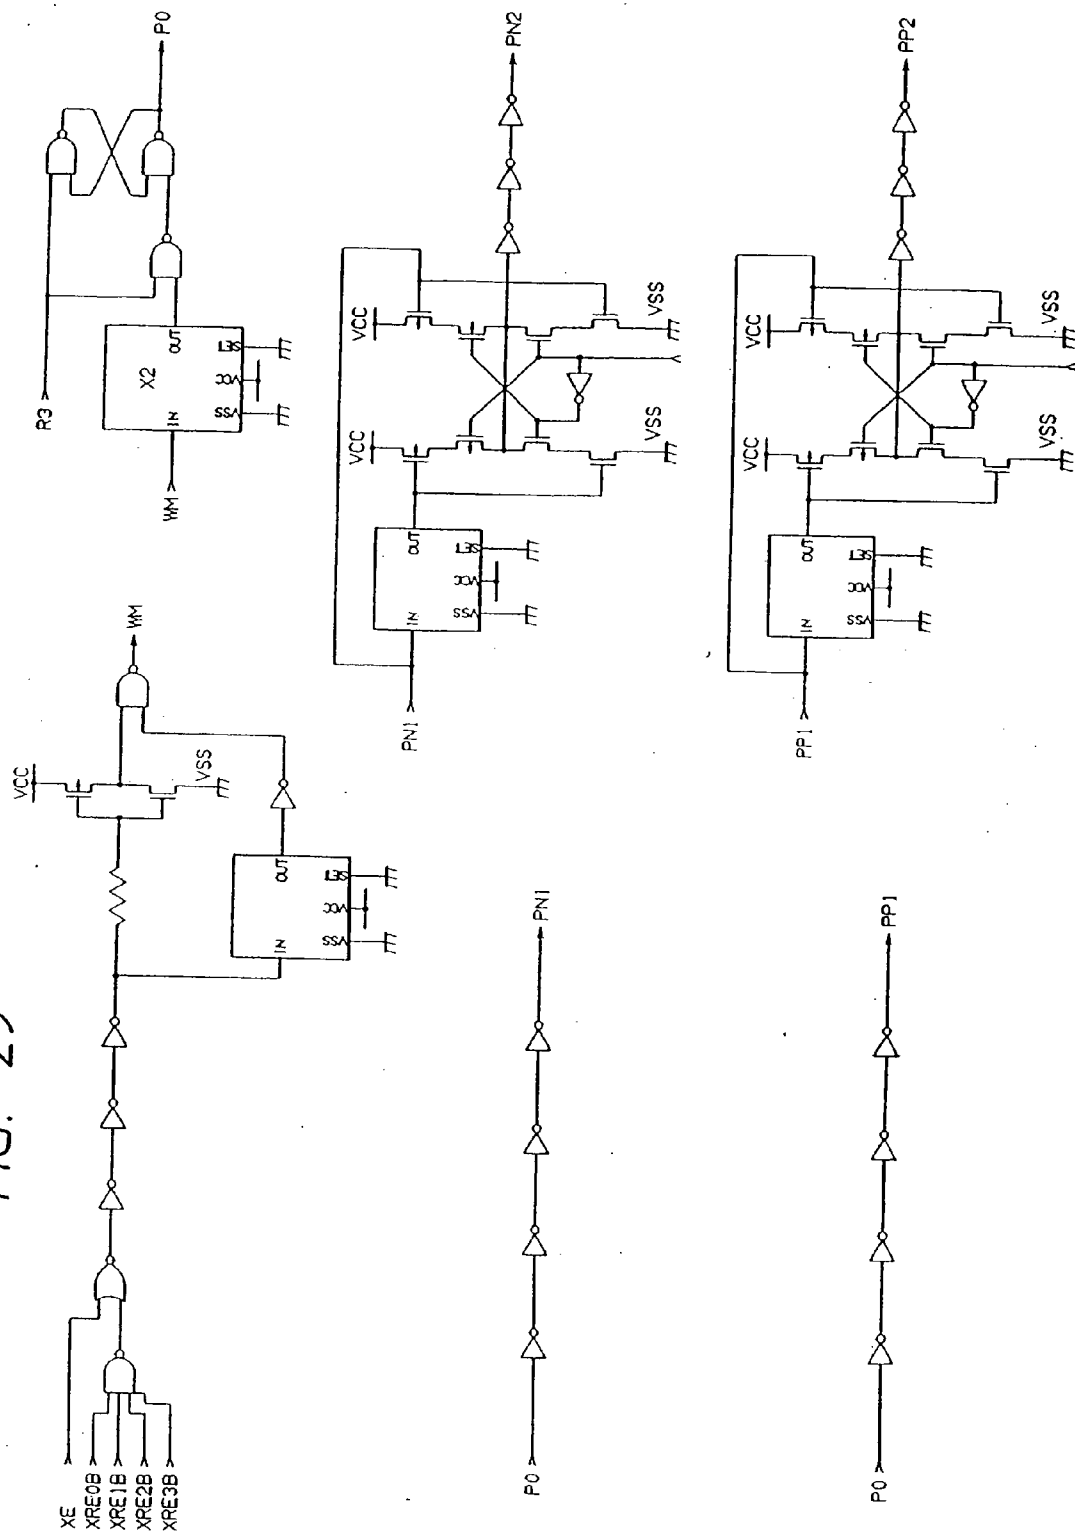 FIG. 29
XE
XRE0B
XRE1B
XRE2B
XRE3B
VCC
VSS
WM
IN
OUT
VSS
VCC
SET
R3
WM
X2
IN
OUT
VSS
VCC
SET
P0
P0
PN1
PN1
IN
OUT
VSS
VCC
SET
VCC
VSS
VCC
VSS
PN2
P0
PP1
PP1
IN
OUT
VSS
VCC
SET
VCC
VSS
VCC
VSS
PP2